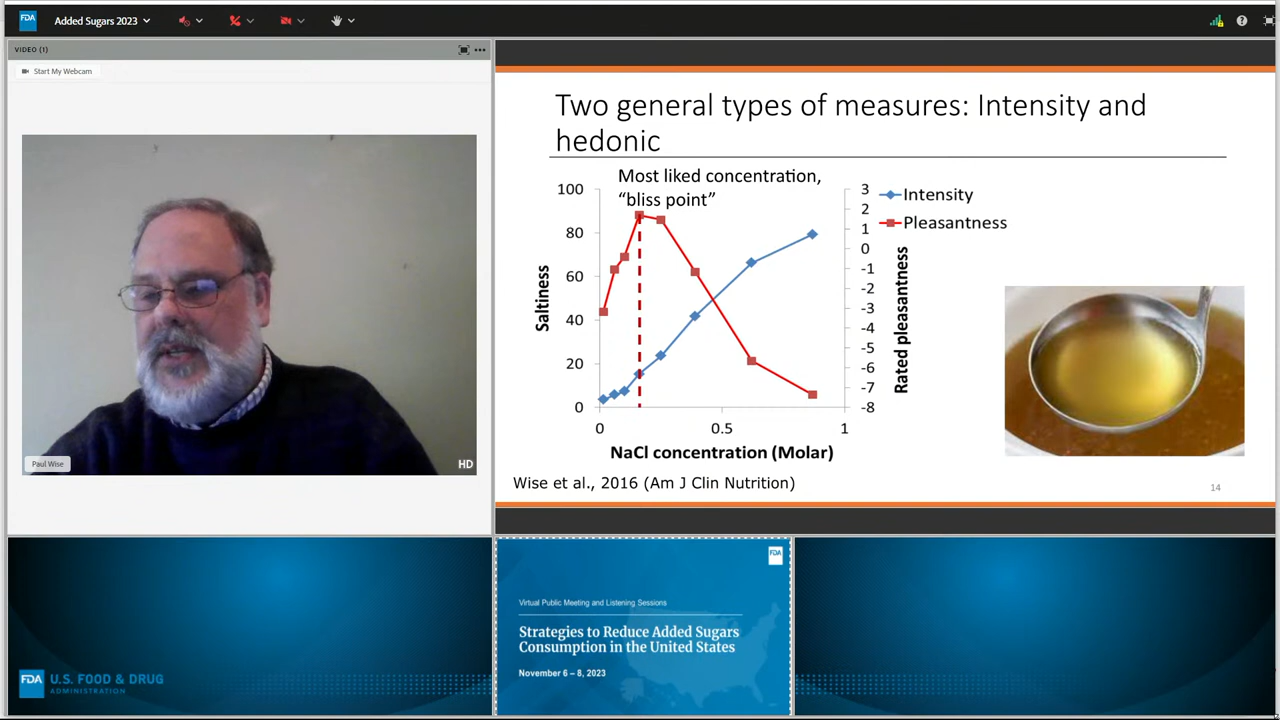 FDA
Added Sugars 2023
VIDEO (1)
Start My Webcam
Paul Wise
HD
Two general types of measures: Intensity and
hedonic
Most liked concentration,
“bliss point”
100
80
60
40
20
0
Saltiness
3
2
1
0
-1
-2
-3
-4
-5
-6
-7
-8
Rated pleasantness
Intensity
Pleasantness
0 0.5 1
NaCl concentration (Molar)
Wise et al., 2016 (Am J Clin Nutrition)
14
FDA U.S. FOOD & DRUG
ADMINISTRATION
FDA
Virtual Public Meeting and Listening Sessions
Strategies to Reduce Added Sugars
Consumption in the United States
November 6 – 8, 2023